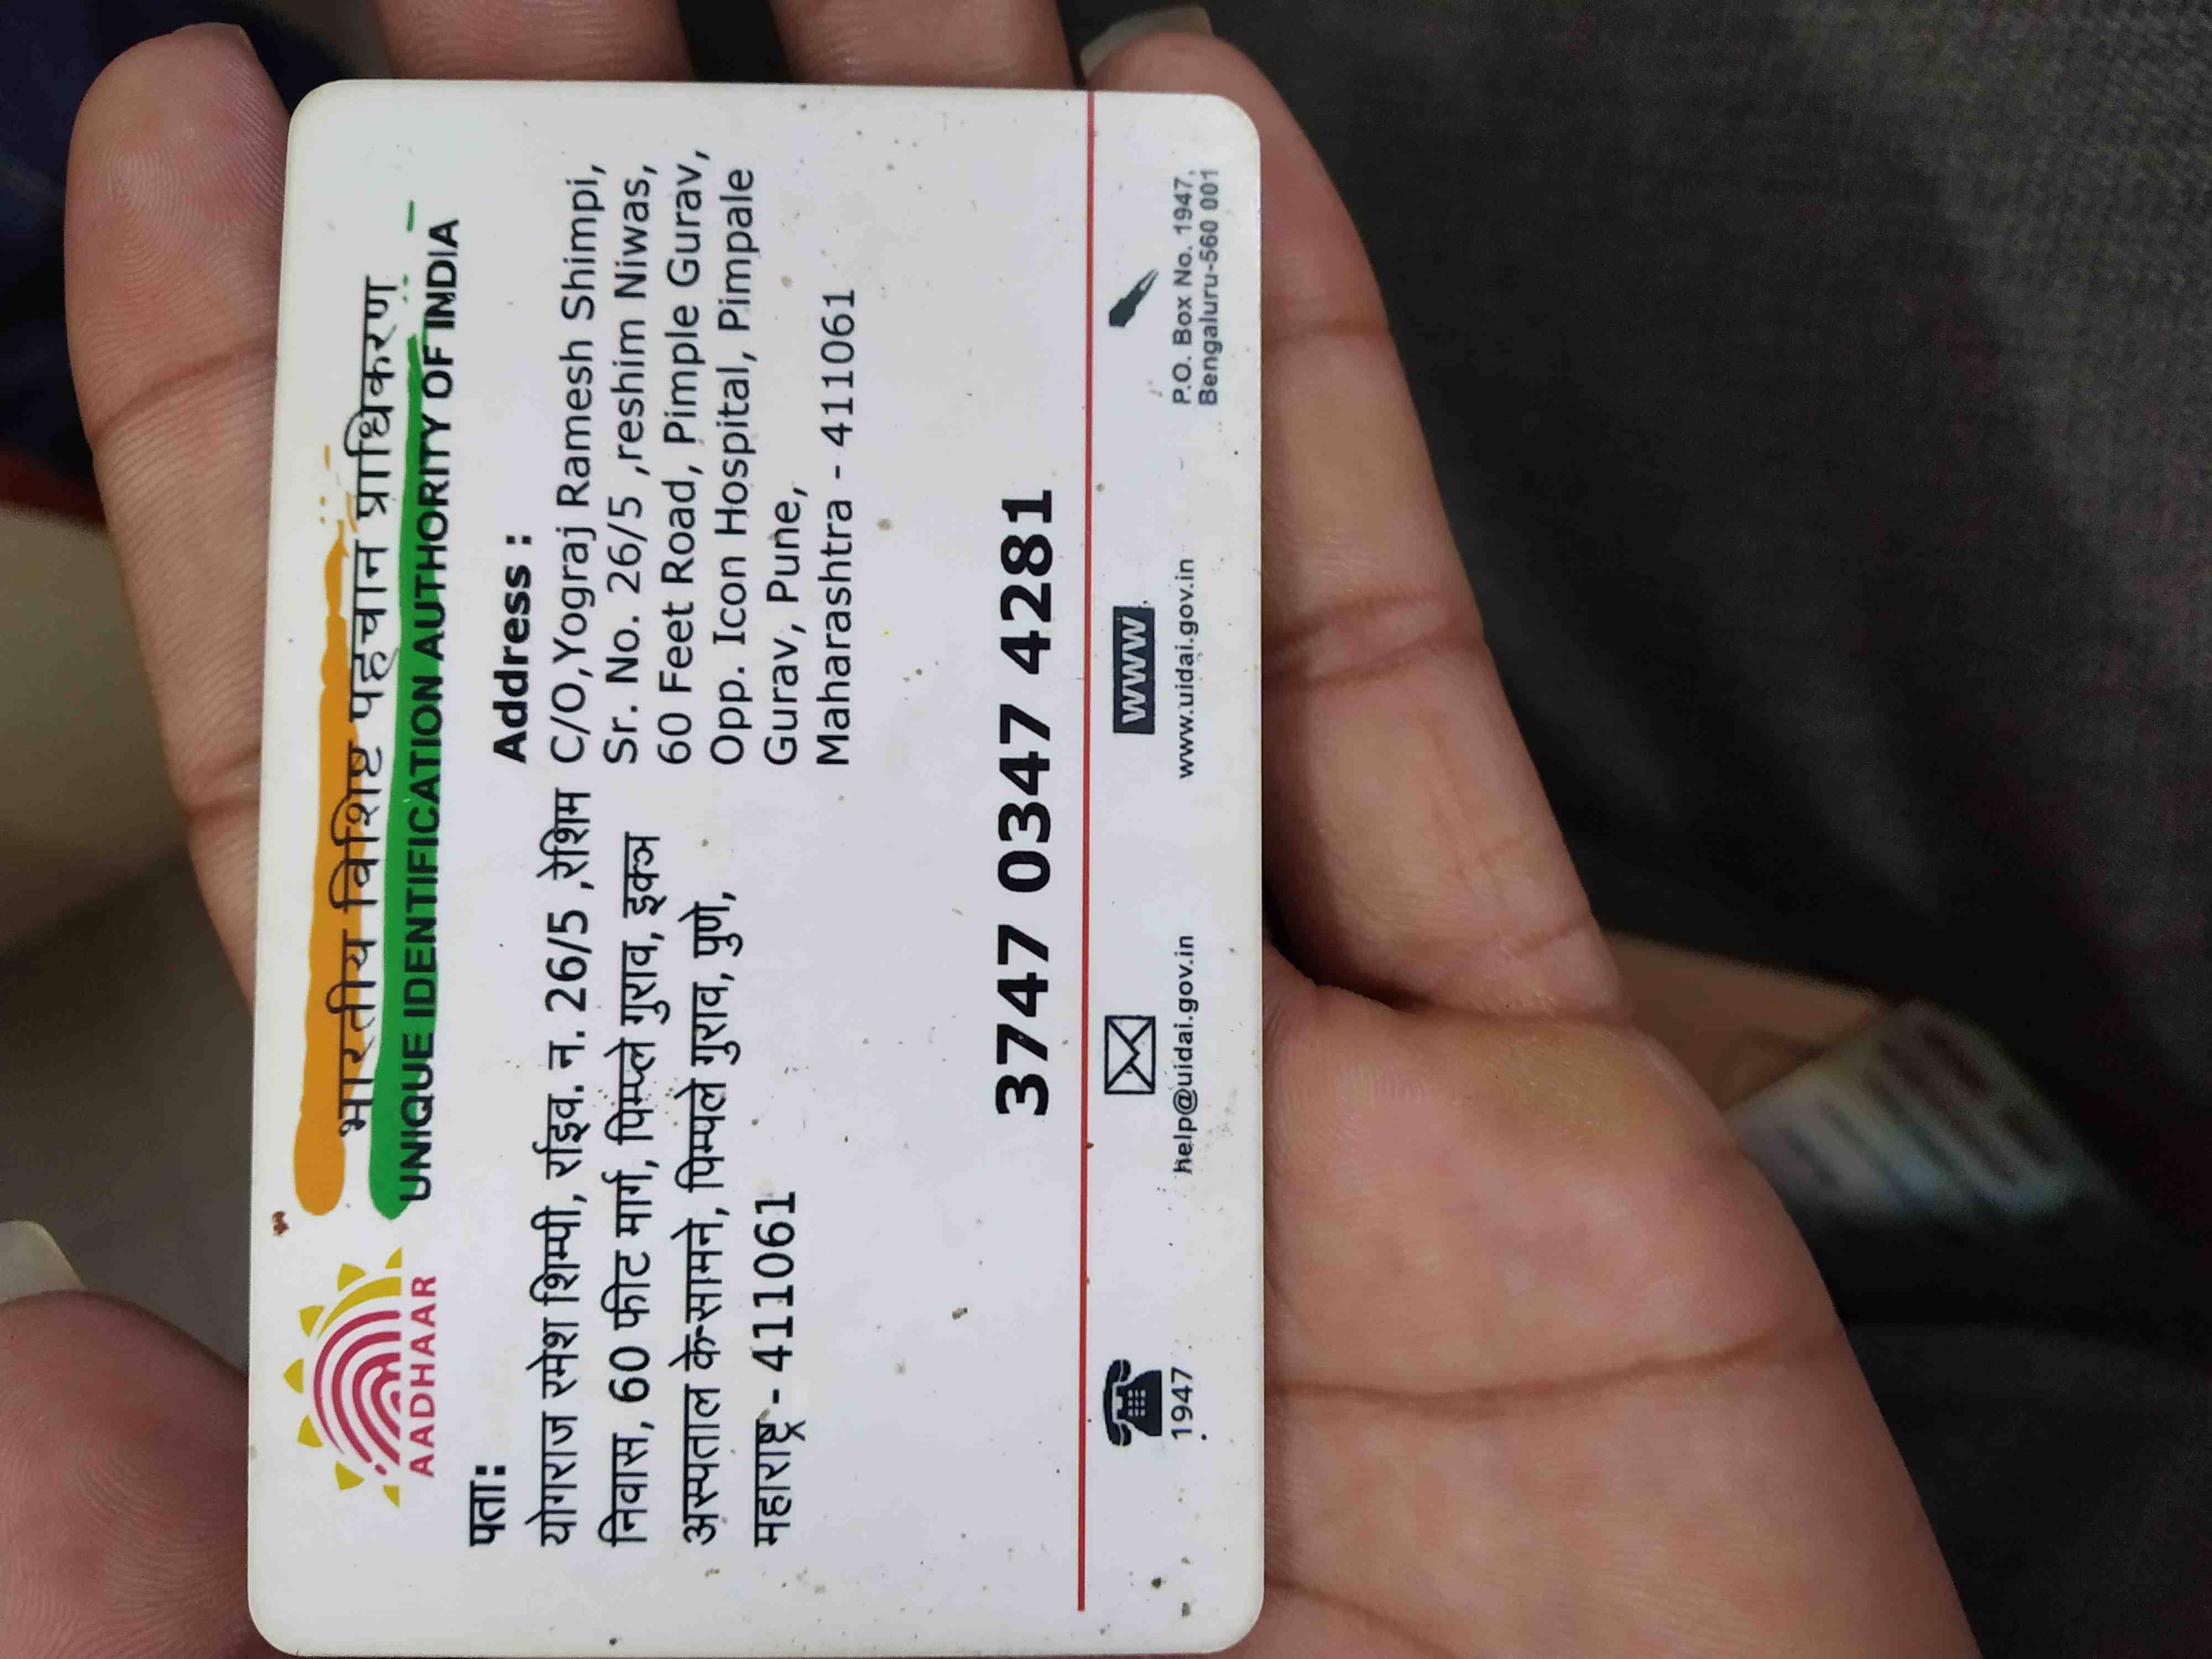 भारतीय विशिष्ट पहचान प्राधिकरण
UNIQUE IDENTIFICATION AUTHORITY OF INDIA
AADHAAR
पता:
योगराज रमेश शिम्पी, र्सइव. न. 26/5 ,रेशिम
निवास, 60 फीट मार्ग, पिम्प्ले गुराव, इकॉन
अस्पताल के-सामने, पिम्पले गुराव, पुणे,
महाराष्ट्र - 411061
Address :
C/O,Yograj Ramesh Shimpi,
Sr. No. 26/5 ,reshim Niwas,
60 Feet Road, Pimple Gurav,
Opp. Icon Hospital, Pimpale
Gurav, Pune,
Maharashtra - 411061
3747 0347 4281
1947
help@uidai.gov.in
www
www.uidai.gov.in
P.O. Box No. 1947,
Bengaluru-560 001